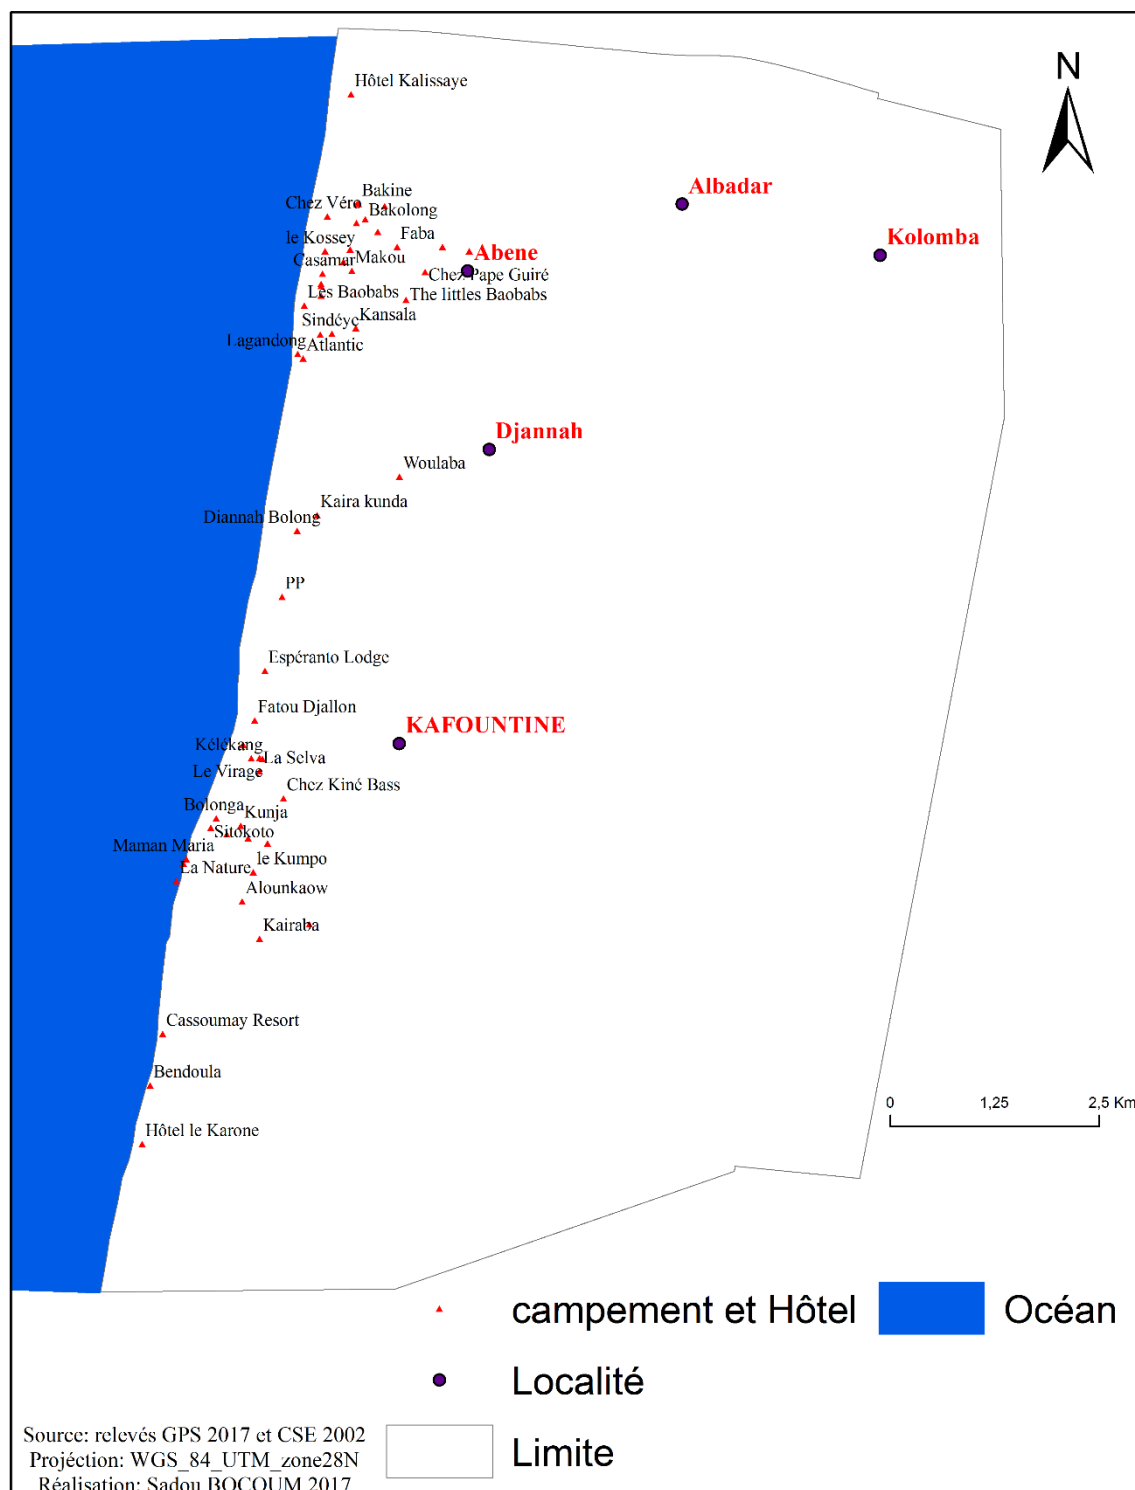 N
Hôtel Kalissaye
Bakine
Albadar
Chez Véro
Bakolong
le Kossey
Faba
Abene
Kolomba
Casamar
Makou
Chez Pape Guiré
Les Baobabs
The littles Baobabs
Sindéye
Kansala
Lagandong
Atlantic
Djannah
Woulaba
Kaira kunda
Diannah Bolong
PP
Espéranto Lodge
Fatou Djallon
KAFOUNTINE
Kélékang
La Selva
Le Virage
Chez Kiné Bass
Bolonga
Kunja
Sitokoto
Maman Maria
le Kumpo
La Nature
Alounkaow
Kairaba
Cassoumay Resort
Bendoula
0 1,25 2,5 Km
Hôtel le Karone
campement et Hôtel
Océan
Localité
Limite
Source: relevés GPS 2017 et CSE 2002
Projéction: WGS_84_UTM_zone28N
Réalisation: Sadou BOCOUM 2017